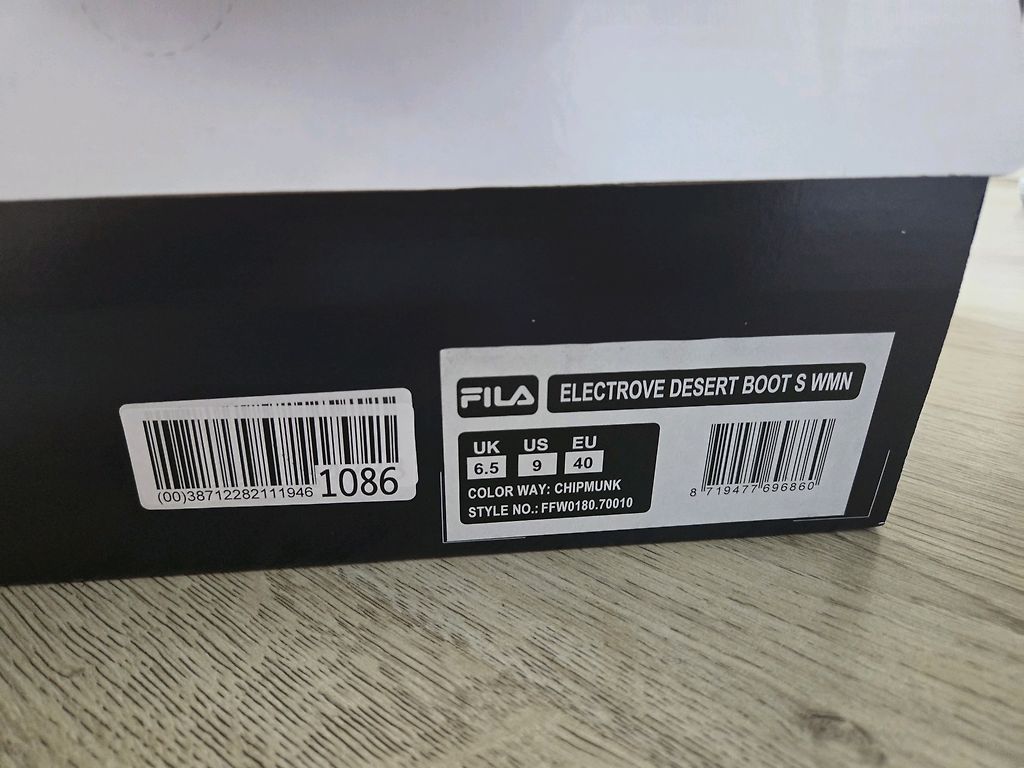 (00)38712282111946 1086
FILA
ELECTROVE DESERT BOOT S WMN
UK US EU
6.5 9 40
COLOR WAY: CHIPMUNK
STYLE NO.: FFW0180.70010
8 719477 696860